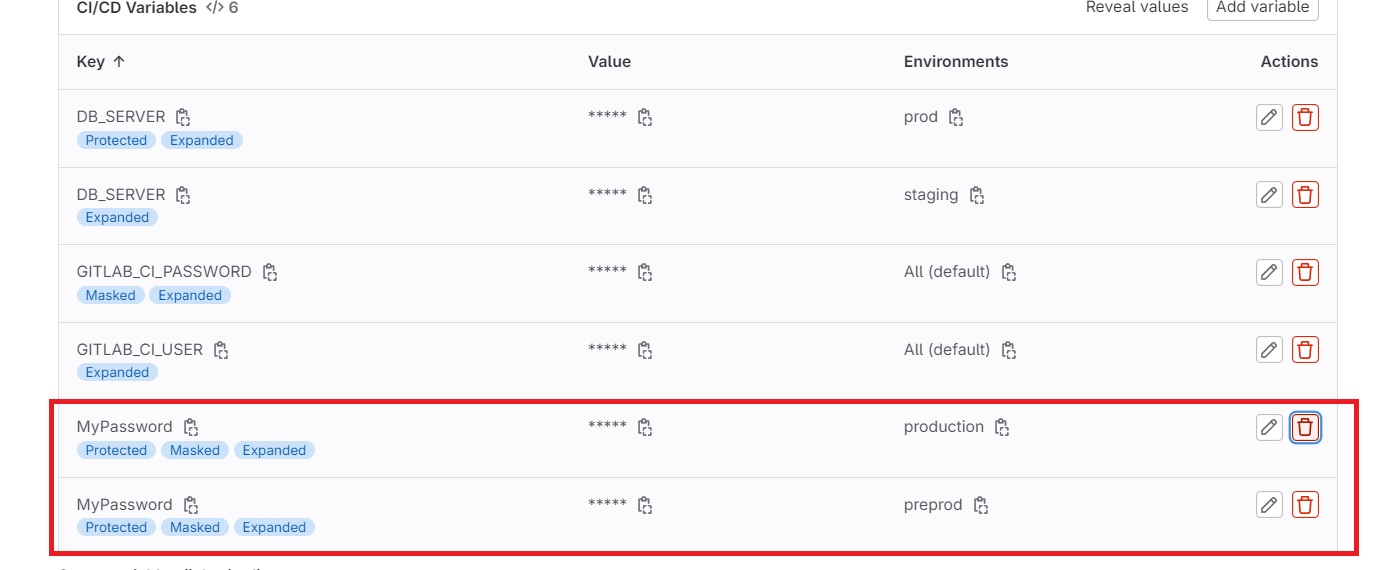 CI/CD Variables </> 6 Reveal values Add variable
Key ↑ Value Environments Actions
DB_SERVER ***** prod
Protected Expanded
DB_SERVER ***** staging
Expanded
GITLAB_CI_PASSWORD ***** All (default)
Masked Expanded
GITLAB_CI_USER ***** All (default)
Expanded
MyPassword ***** production
Protected Masked Expanded
MyPassword ***** preprod
Protected Masked Expanded